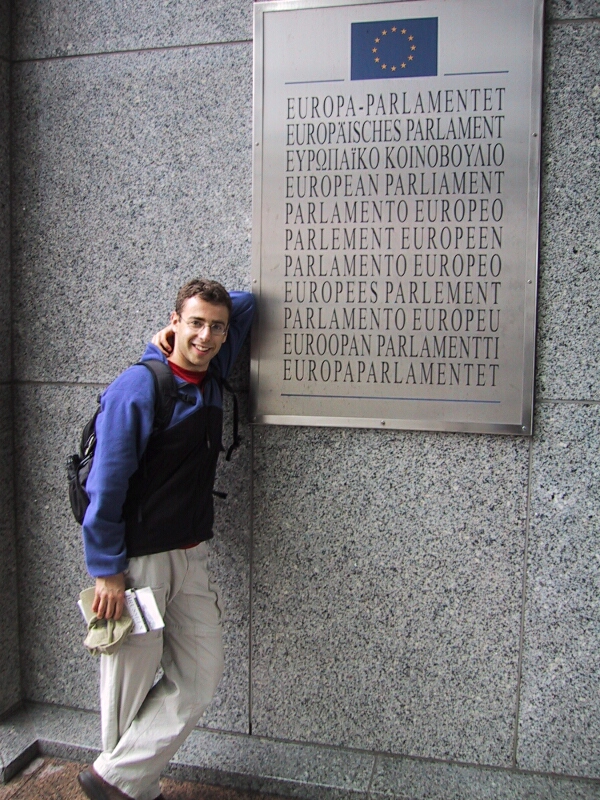 EUROPA-PARLAMENTET
EUROPÄISCHES PARLAMENT
ΕΥΡΩΠΑΪΚΟ ΚΟΙΝΟΒΟΥΛΙΟ
EUROPEAN PARLIAMENT
PARLAMENTO EUROPEO
PARLEMENT EUROPEEN
PARLAMENTO EUROPEO
EUROPEES PARLEMENT
PARLAMENTO EUROPEU
EUROOPAN PARLAMENTTI
EUROPAPARLAMENTET